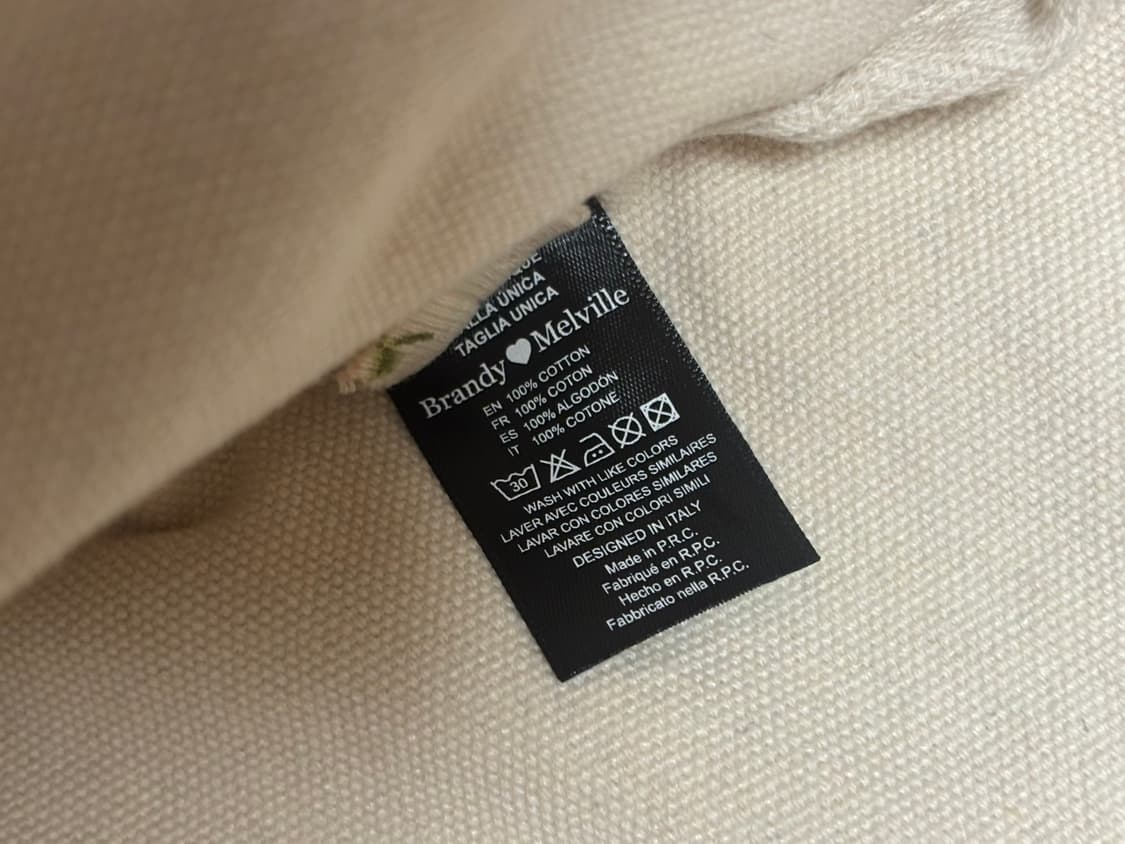 TAGLIA UNICA
Brandy Melville
EN 100% COTTON
FR 100% COTON
ES 100% ALGODÓN
IT 100% COTONE
30
WASH WITH LIKE COLORS
LAVER AVEC COULEURS SIMILAIRES
LAVAR CON COLORES SIMILARES
LAVARE CON COLORI SIMILI
DESIGNED IN ITALY
Made in P.R.C.
Fabriqué en R.P.C.
Hecho en R.P.C.
Fabbricato nella R.P.C.